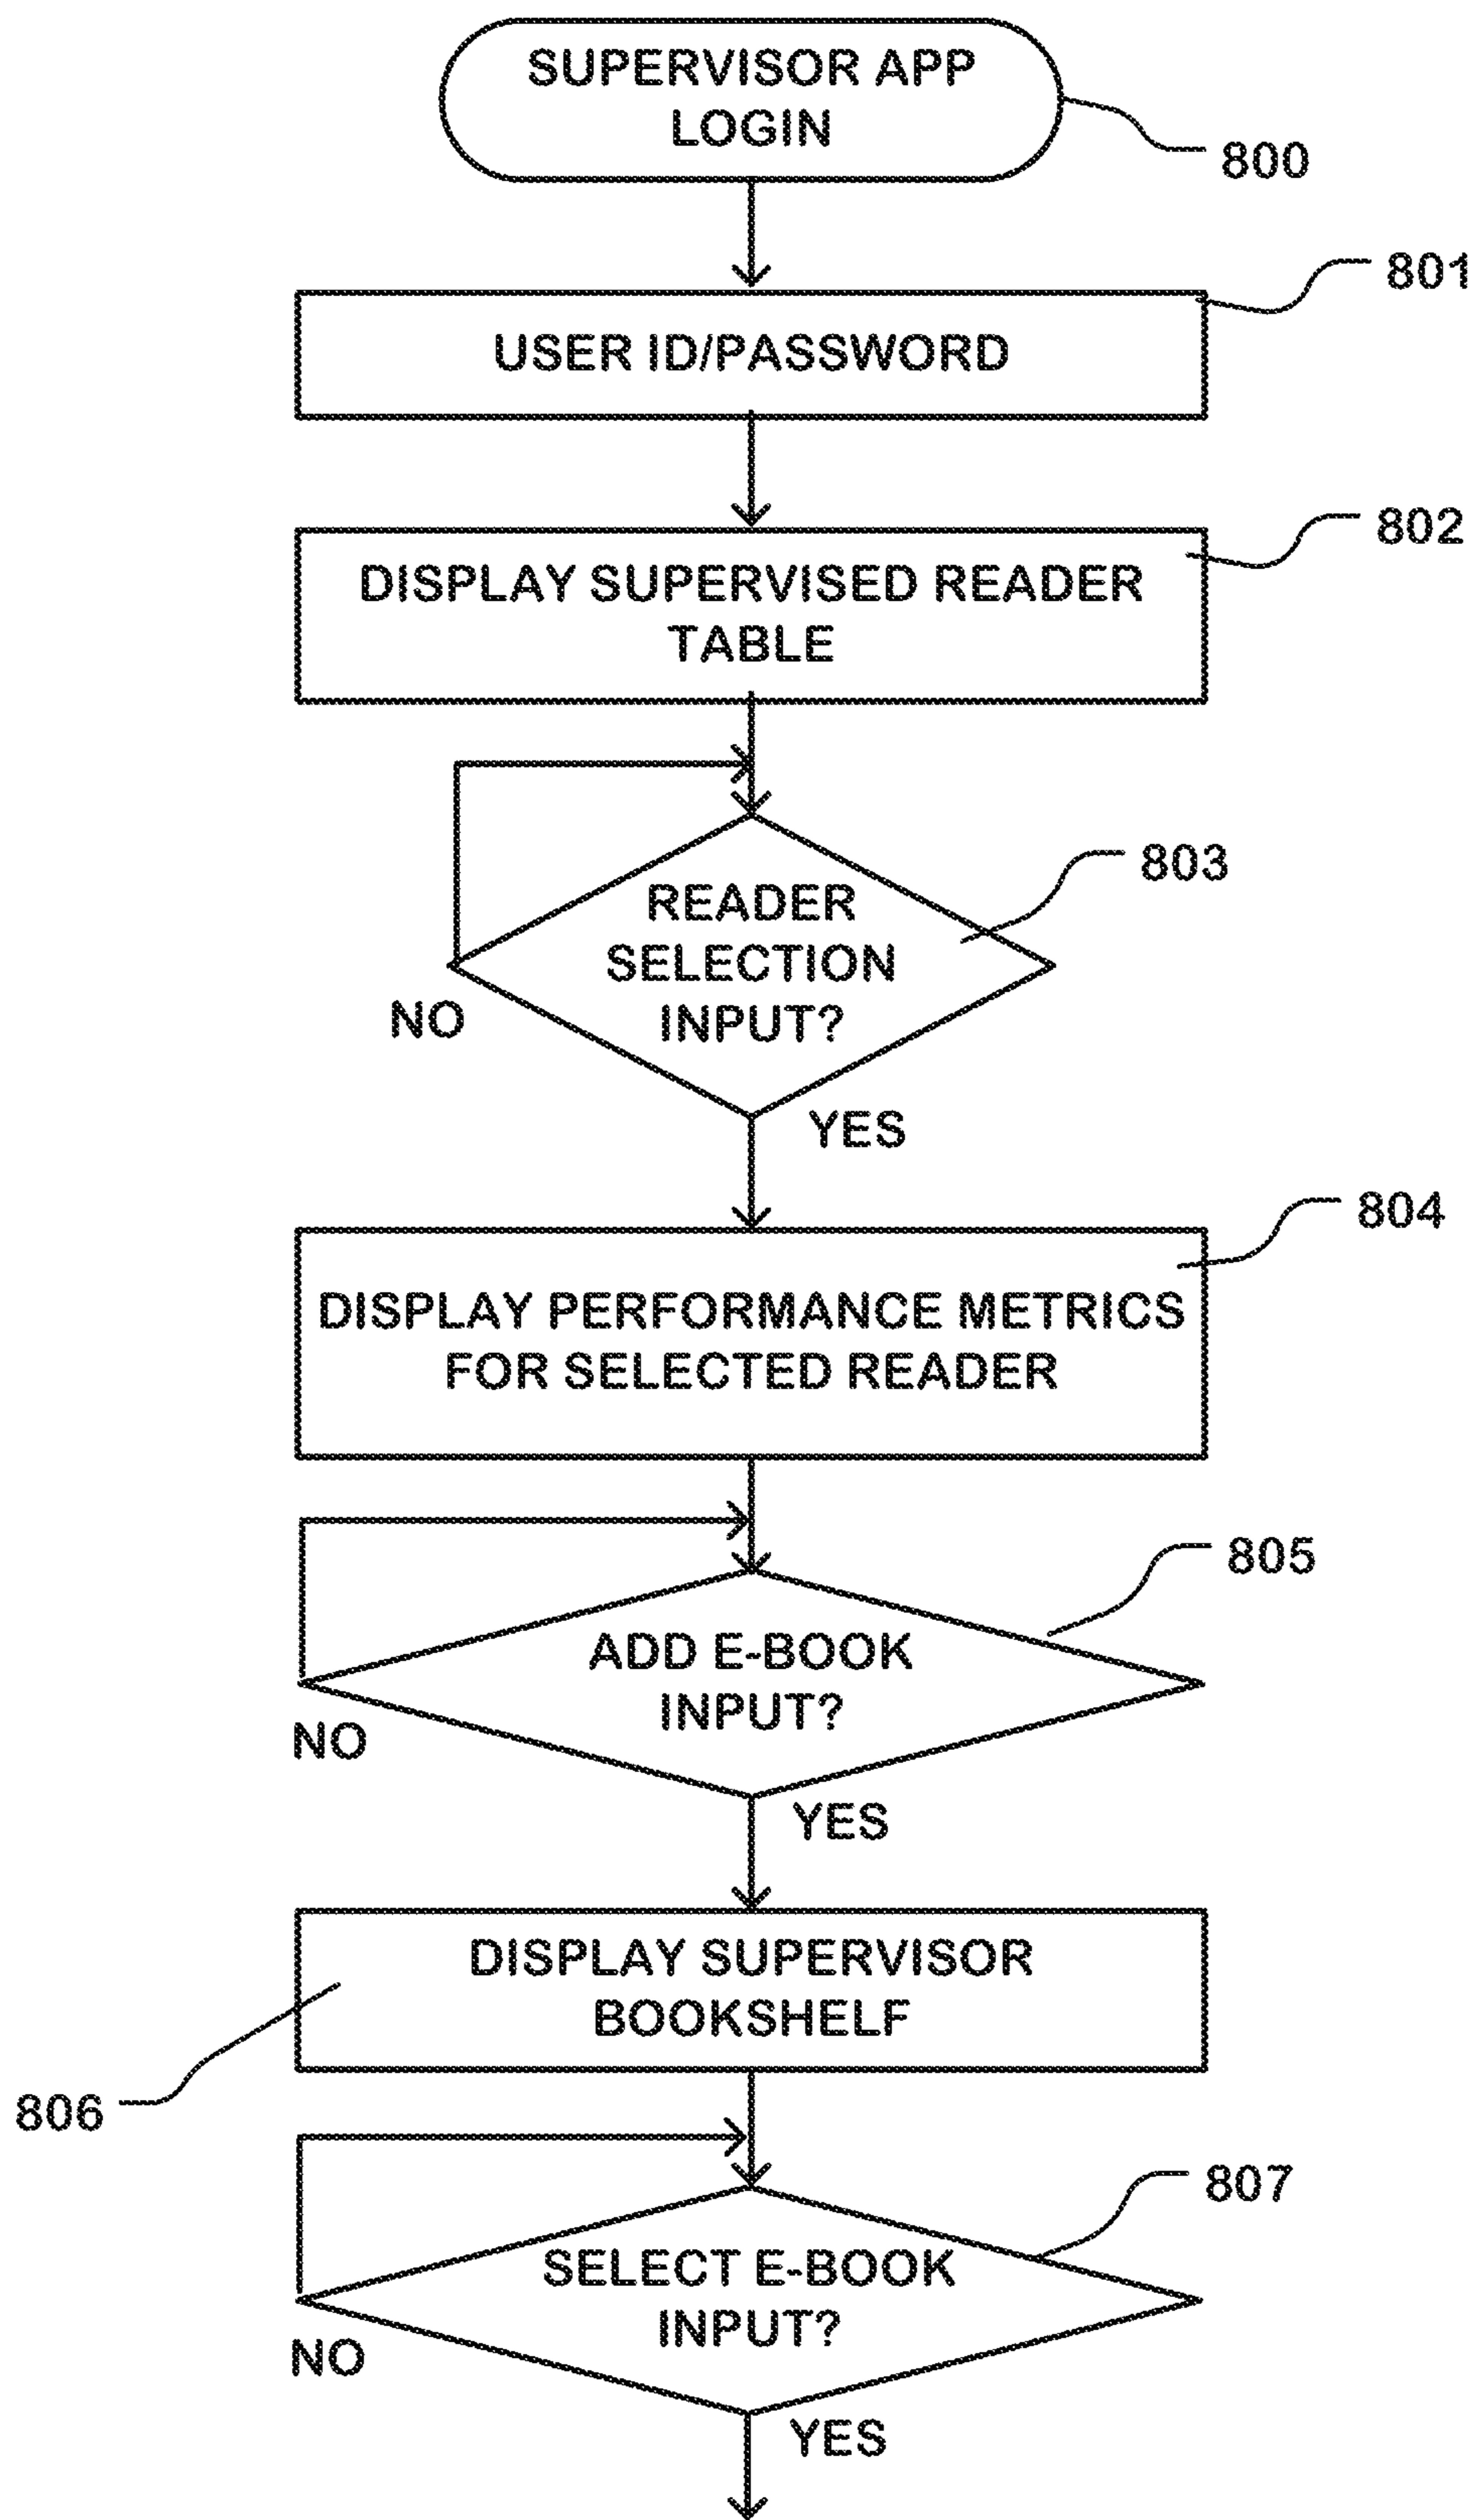 SUPERVISOR APP
LOGIN
800
801
USER ID/PASSWORD
802
DISPLAY SUPERVISED READER
TABLE
803
READER
SELECTION
INPUT?
NO
YES
804
DISPLAY PERFORMANCE METRICS
FOR SELECTED READER
805
ADD E-BOOK
INPUT?
NO
YES
DISPLAY SUPERVISOR
BOOKSHELF
806
807
SELECT E-BOOK
INPUT?
NO
YES